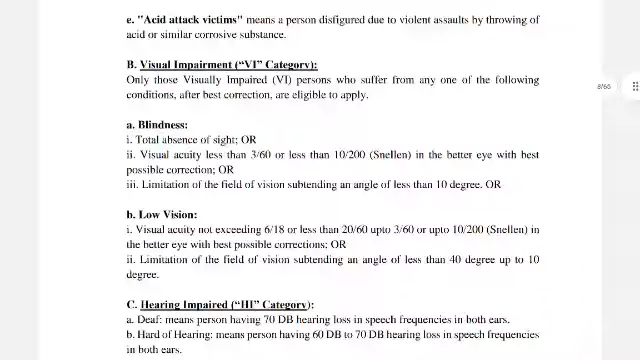 e. "Acid attack victims" means a person disfigured due to violent assaults by throwing of
acid or similar corrosive substance.
B. Visual Impairment (“VI” Category):
Only those Visually Impaired (VI) persons who suffer from any one of the following
conditions, after best correction, are eligible to apply.
a. Blindness:
i. Total absence of sight; OR
ii. Visual acuity less than 3/60 or less than 10/200 (Snellen) in the better eye with best
possible correction; OR
iii. Limitation of the field of vision subtending an angle of less than 10 degree. OR
b. Low Vision:
i. Visual acuity not exceeding 6/18 or less than 20/60 upto 3/60 or upto 10/200 (Snellen) in
the better eye with best possible corrections; OR
ii. Limitation of the field of vision subtending an angle of less than 40 degree up to 10
degree.
C. Hearing Impaired (“HI” Category):
a. Deaf: means person having 70 DB hearing loss in speech frequencies in both ears.
b. Hard of Hearing: means person having 60 DB to 70 DB hearing loss in speech frequencies
in both ears.
8/60